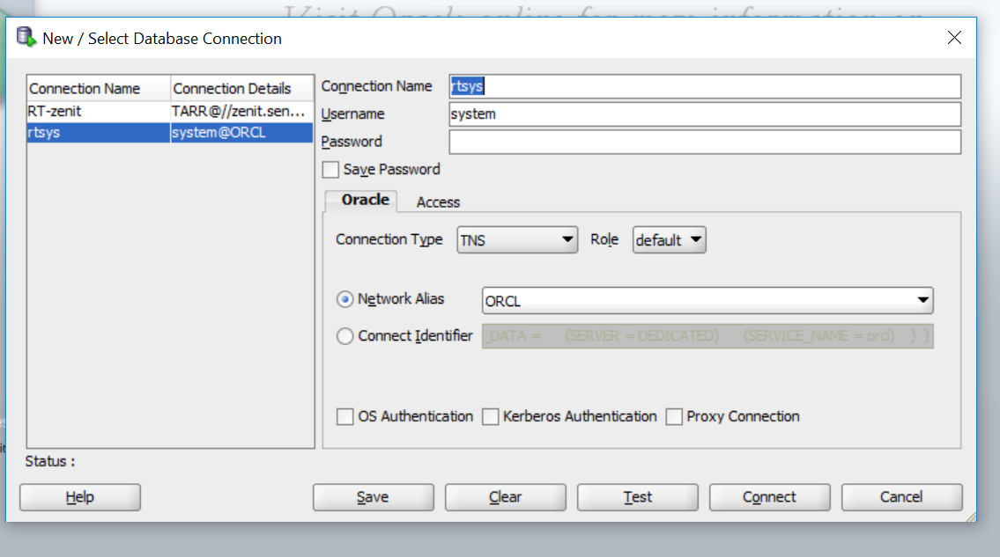 Visit Oracle online for more information on
New / Select Database Connection
Connection Name Connection Details
RT-zenit TARR@//zenit.sen...
rtsys system@ORCL
Connection Name rtsys
Username system
Password
Save Password
Oracle Access
Connection Type TNS Role default
Network Alias ORCL
Connect Identifier _DATA = (SERVER = DEDICATED) (SERVICE_NAME = orcl) ) )
OS Authentication Kerberos Authentication Proxy Connection
Status :
Help Save Clear Test Connect Cancel